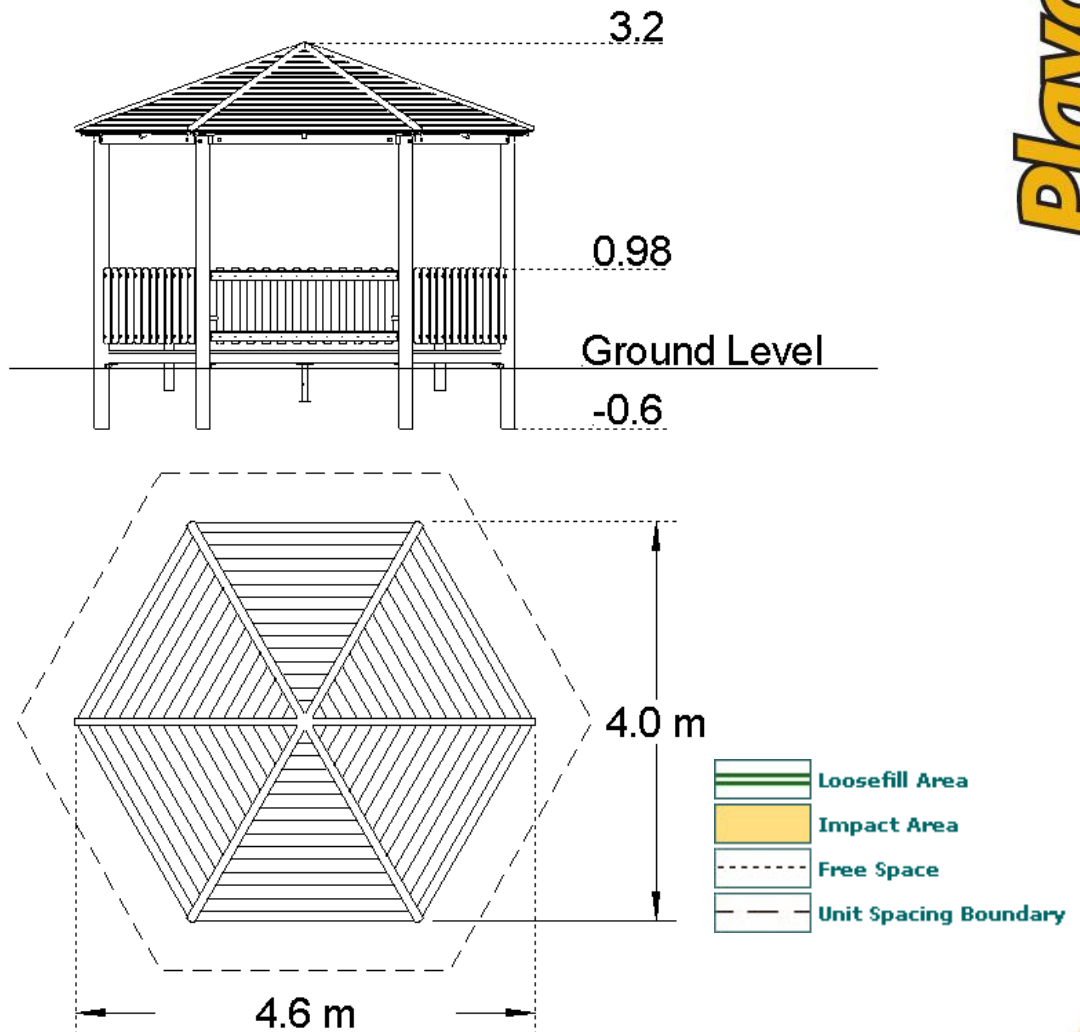 3.2
0.98
Ground Level
-0.6
4.0 m
4.6 m
Loosefill Area
Impact Area
Free Space
Unit Spacing Boundary